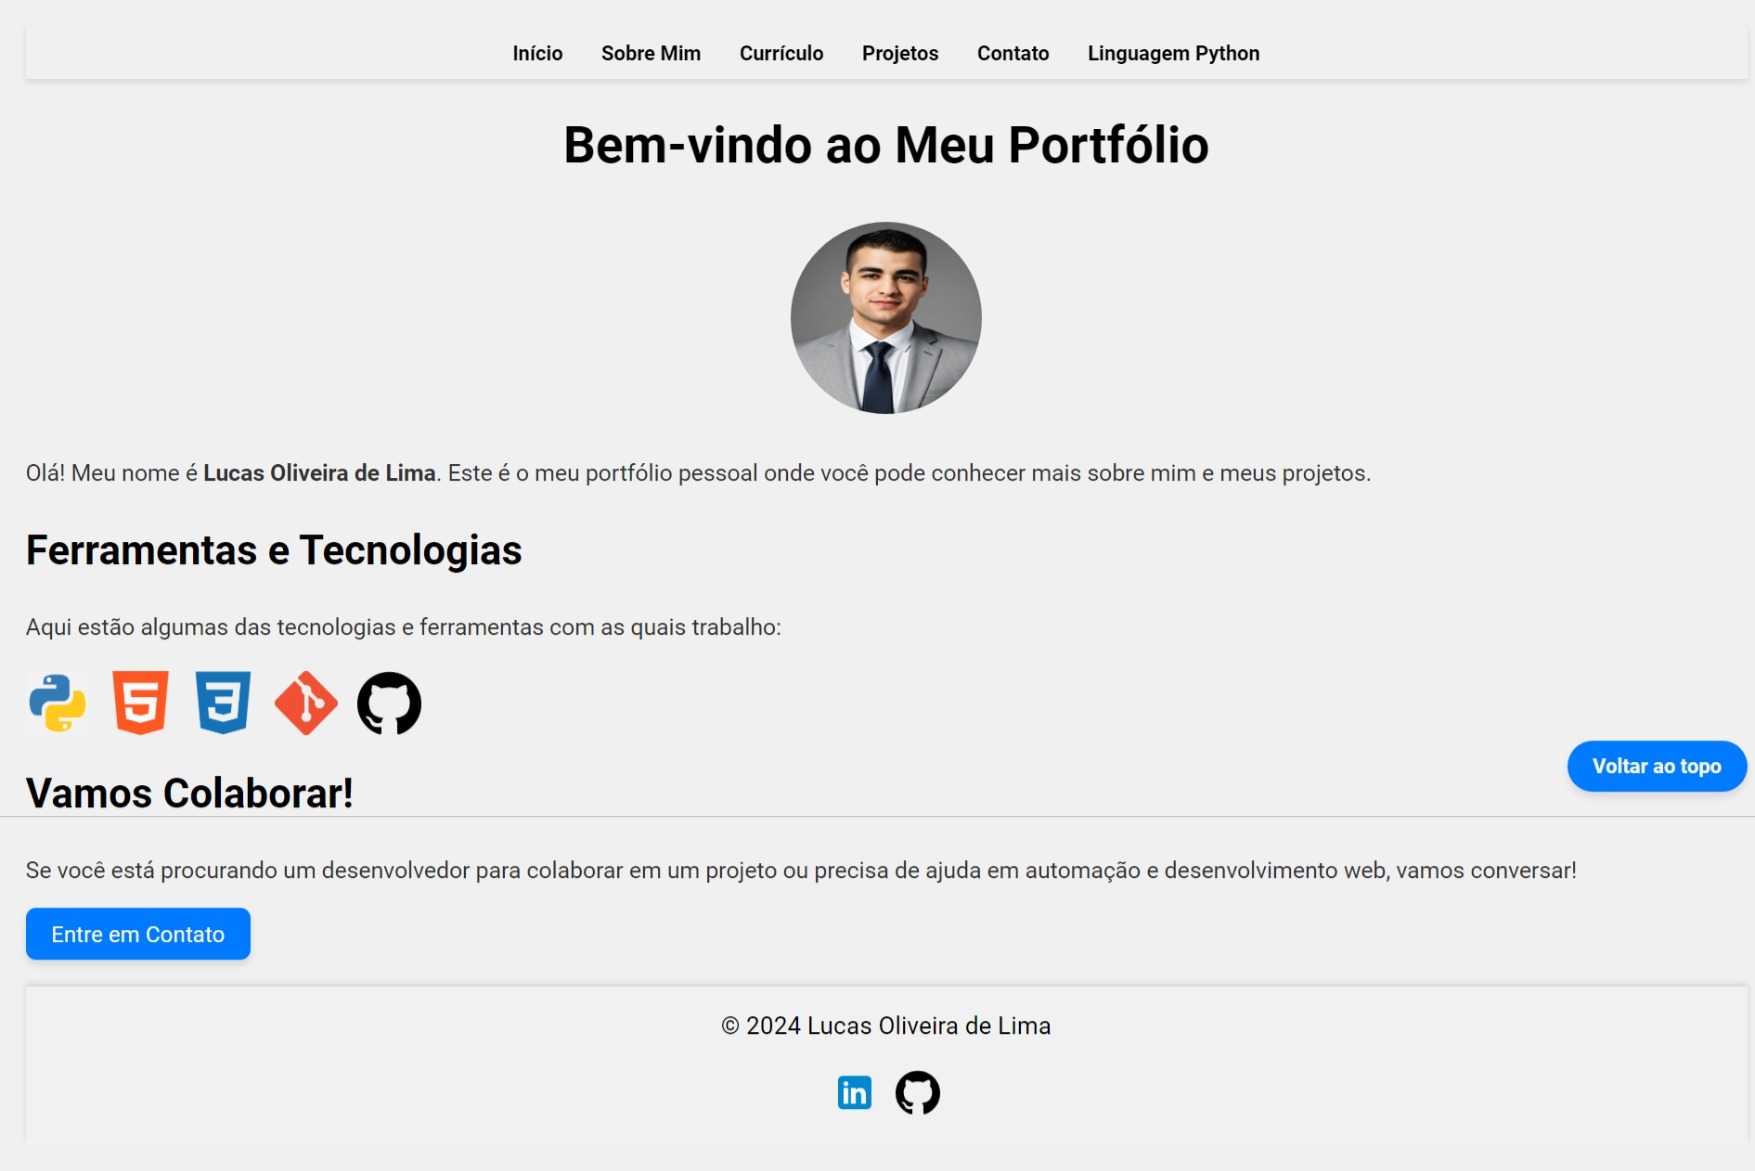 Início Sobre Mim Currículo Projetos Contato Linguagem Python
Bem-vindo ao Meu Portfólio
Olá! Meu nome é Lucas Oliveira de Lima. Este é o meu portfólio pessoal onde você pode conhecer mais sobre mim e meus projetos.
Ferramentas e Tecnologias
Aqui estão algumas das tecnologias e ferramentas com as quais trabalho:
5 3
Voltar ao topo
Vamos Colaborar!
Se você está procurando um desenvolvedor para colaborar em um projeto ou precisa de ajuda em automação e desenvolvimento web, vamos conversar!
Entre em Contato
© 2024 Lucas Oliveira de Lima
in